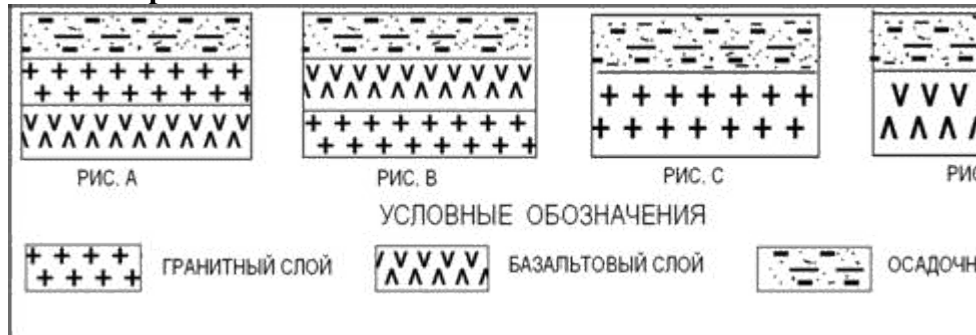 РИС. А РИС. В РИС. С
УСЛОВНЫЕ ОБОЗНАЧЕНИЯ
ГРАНИТНЫЙ СЛОЙ БАЗАЛЬТОВЫЙ СЛОЙ